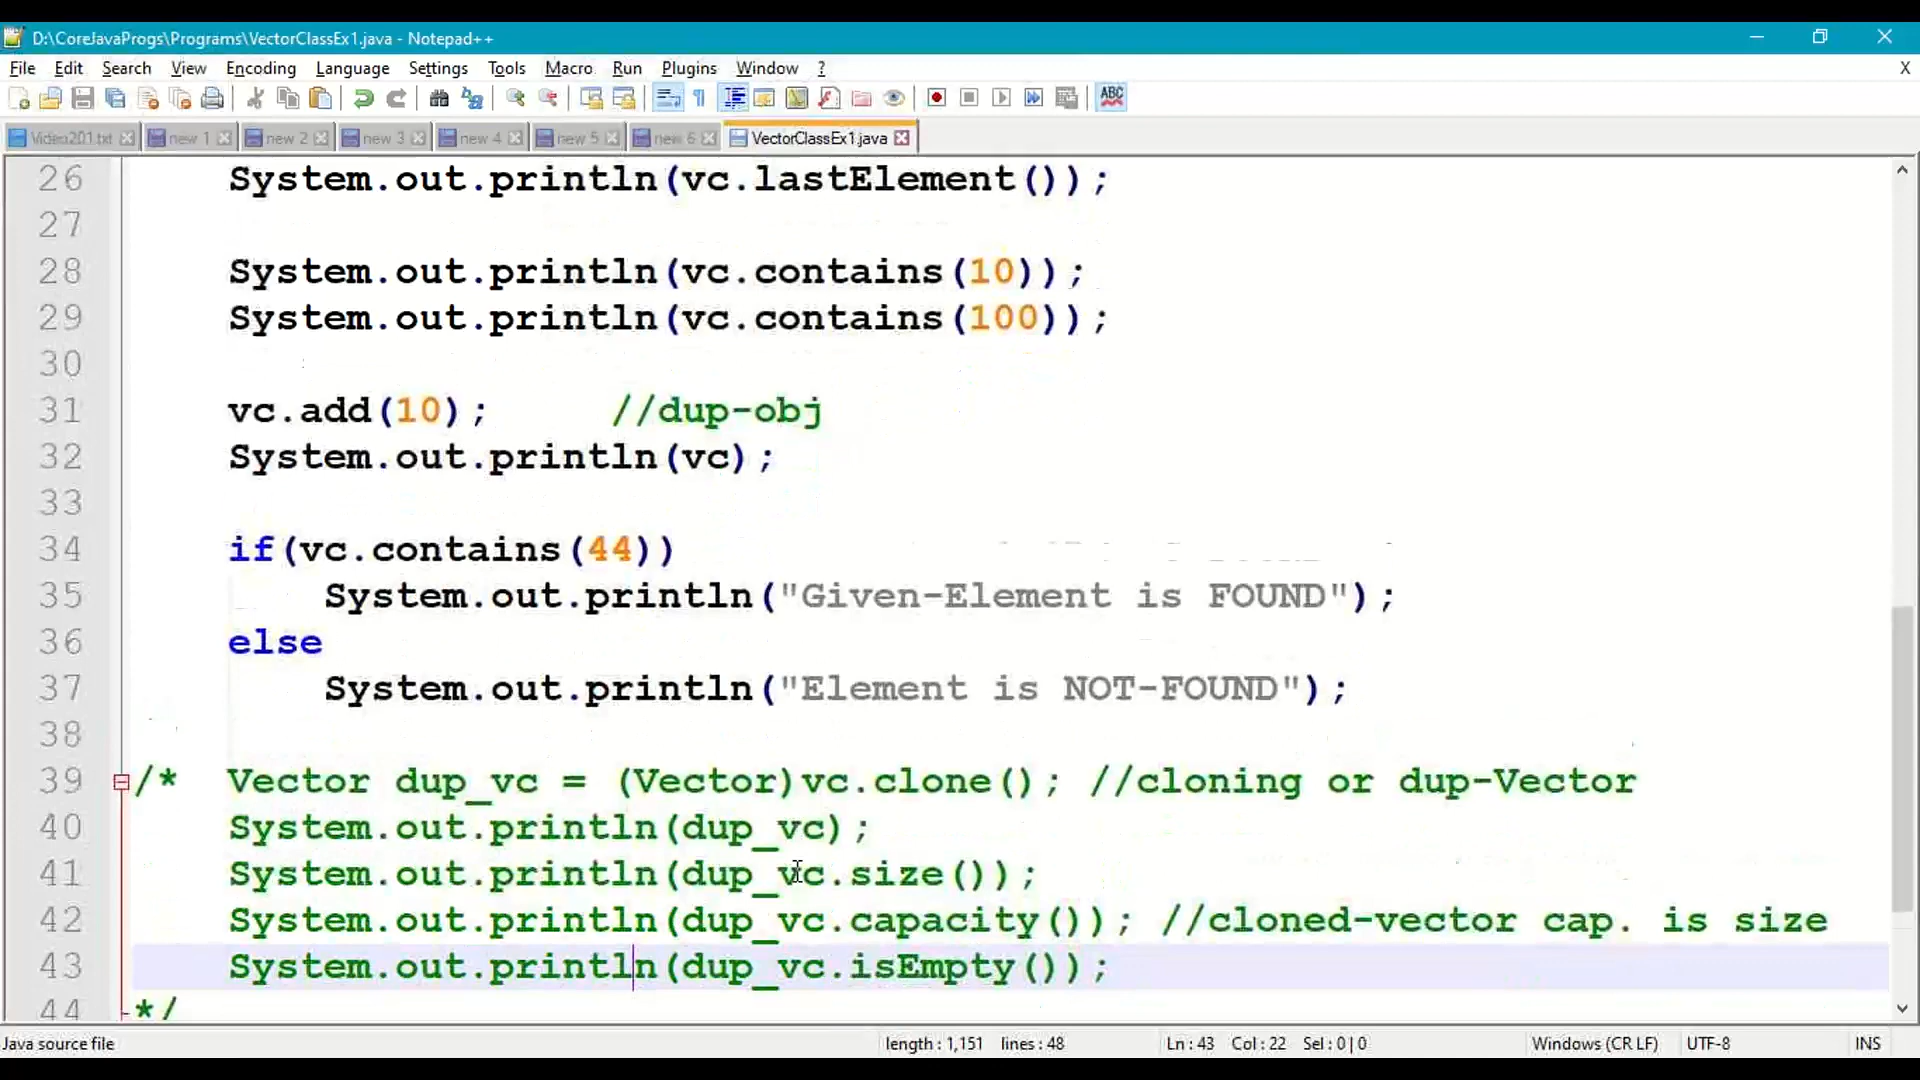 D:\CoreJavaProgs\Programs\VectorClassEx1.java - Notepad++
File Edit Search View Encoding Language Settings Tools Macro Run Plugins Window ? X
ABC
Video201.txt new 1 new 2 new 3 new 4 new 5 new 6 VectorClassEx1.java
26 System.out.println(vc.lastElement());
27
28 System.out.println(vc.contains(10));
29 System.out.println(vc.contains(100));
30
31 vc.add(10); //dup-obj
32 System.out.println(vc);
33
34 if(vc.contains(44))
35 System.out.println("Given-Element is FOUND");
36 else
37 System.out.println("Element is NOT-FOUND");
38
39 /* Vector dup_vc = (Vector)vc.clone(); //cloning or dup-Vector
40 System.out.println(dup_vc);
41 System.out.println(dup_vc.size());
42 System.out.println(dup_vc.capacity()); //cloned-vector cap. is size
43 System.out.println(dup_vc.isEmpty());
44 */
Java source file length : 1,151 lines : 48 Ln : 43 Col : 22 Sel : 0 | 0 Windows (CR LF) UTF-8 INS